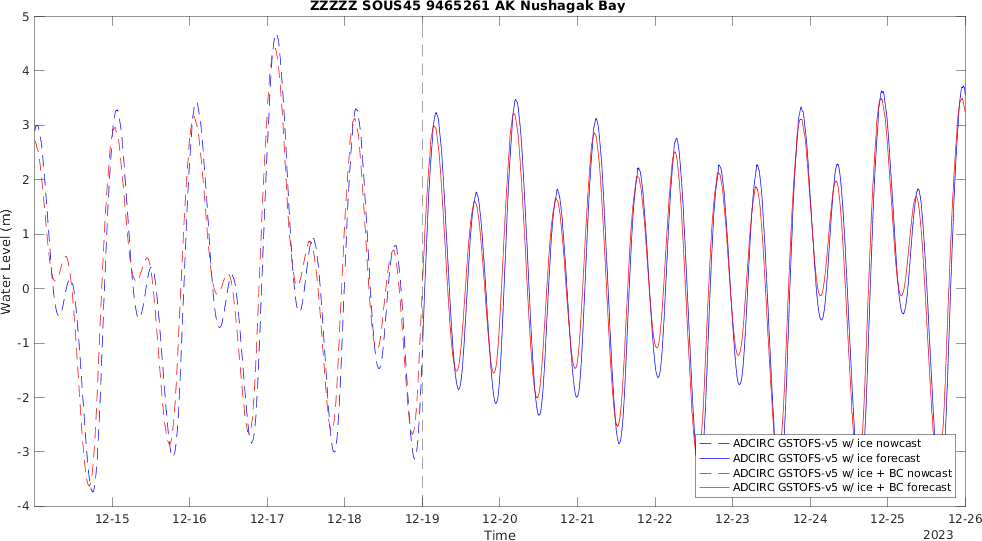 ZZZZZ SOUS45 9465261 AK Nushagak Bay
Water Level (m)
5
4
3
2
1
0
-1
-2
-3
-4
ADCIRC GSTOFS-v5 w/ ice nowcast
ADCIRC GSTOFS-v5 w/ ice forecast
ADCIRC GSTOFS-v5 w/ ice + BC nowcast
ADCIRC GSTOFS-v5 w/ ice + BC forecast
12-15 12-16 12-17 12-18 12-19 12-20 12-21 12-22 12-23 12-24 12-25 12-26
Time
2023